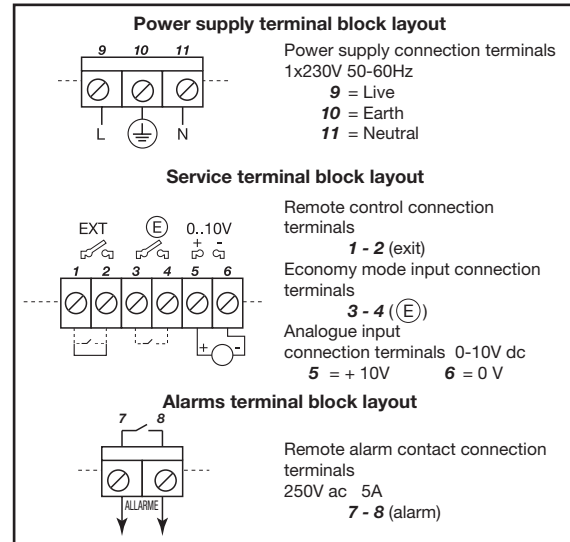 Power supply terminal block layout
9 10 11
L N
Power supply connection terminals
1x230V 50-60Hz
9 = Live
10 = Earth
11 = Neutral
Service terminal block layout
EXT E 0..10V
+ -
1 2 3 4 5 6
+ -
Remote control connection
terminals
1 - 2 (exit)
Economy mode input connection
terminals
3 - 4 (E)
Analogue input
connection terminals 0-10V dc
5 = + 10V 6 = 0 V
Alarms terminal block layout
7 8
ALLARME
Remote alarm contact connection
terminals
250V ac 5A
7 - 8 (alarm)